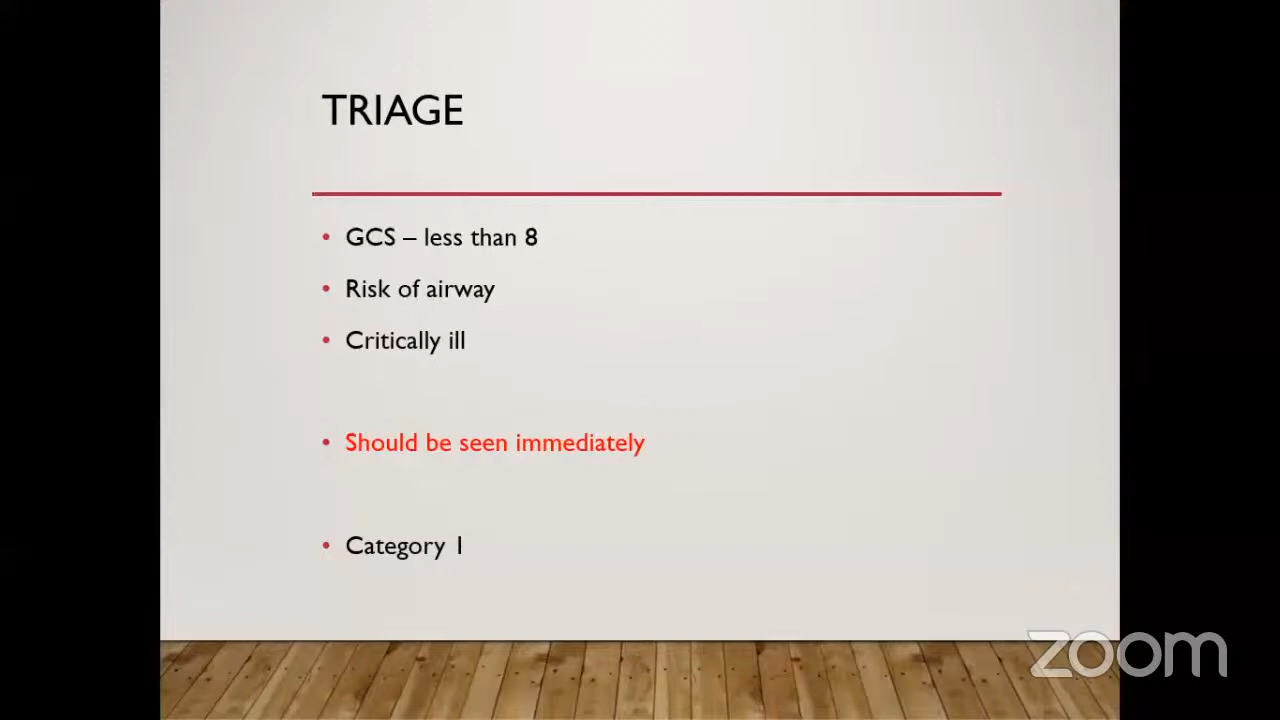 TRIAGE
• GCS – less than 8
• Risk of airway
• Critically ill
• Should be seen immediately
• Category 1
zoom